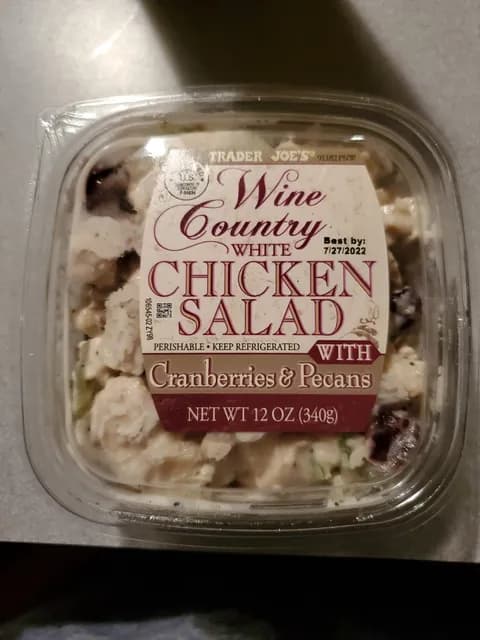 TRADER JOE'S
U.S.
Wine
Country
WHITE
Best by:
7/27/2022
CHICKEN
SALAD
PERISHABLE • KEEP REFRIGERATED
WITH
Cranberries & Pecans
NET WT 12 OZ (340g)